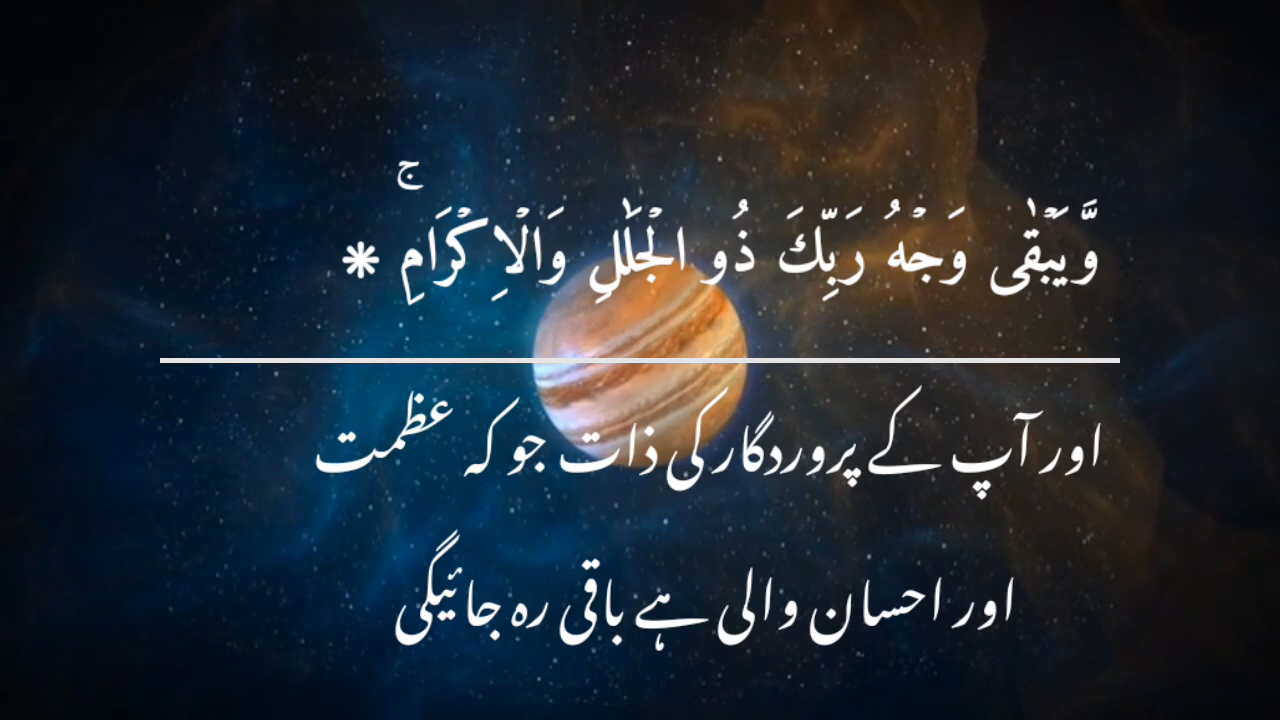 وَّيَبْقٰى وَجْهُ رَبِّكَ ذُو الْجَلٰلِ وَالْاِكْرَامِۚ ❋
اور آپ کے پروردگار کی ذات جو کہ عظمت
اور احسان والی ہے باقی رہ جائیگی